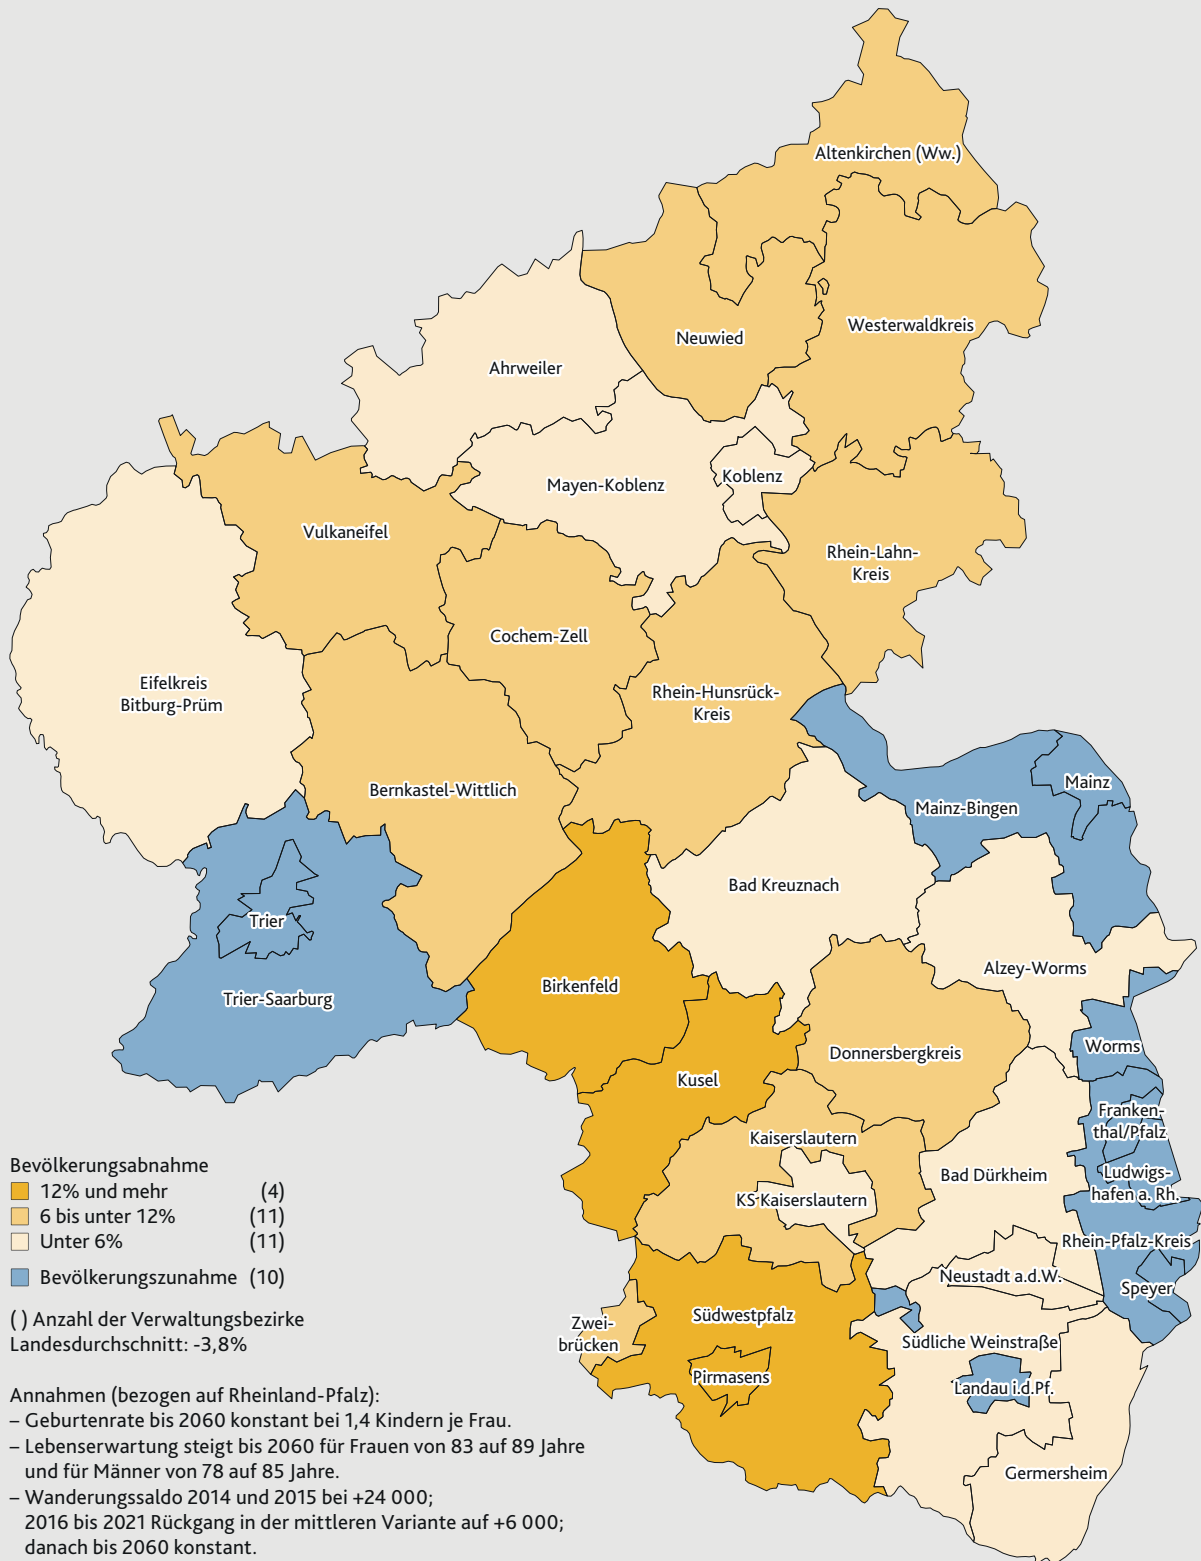 Altenkirchen (Ww.)
Neuwied
Westerwaldkreis
Ahrweiler
Mayen-Koblenz
Koblenz
Vulkaneifel
Rhein-Lahn-
Kreis
Cochem-Zell
Eifelkreis
Bitburg-Prüm
Rhein-Hunsrück-
Kreis
Bernkastel-Wittlich
Mainz
Mainz-Bingen
Bad Kreuznach
Trier
Alzey-Worms
Birkenfeld
Trier-Saarburg
Worms
Donnersbergkreis
Kusel
Franken-
thal/Pfalz
Kaiserslautern
Bad Dürkheim
Ludwigs-
hafen a. Rh.
KS Kaiserslautern
Rhein-Pfalz-Kreis
Neustadt a.d.W.
Speyer
Südwestpfalz
Zwei-
brücken
Südliche Weinstraße
Pirmasens
Landau i.d.Pf.
Germersheim
Bevölkerungsabnahme
12% und mehr (4)
6 bis unter 12% (11)
Unter 6% (11)
Bevölkerungszunahme (10)
( ) Anzahl der Verwaltungsbezirke
Landesdurchschnitt: -3,8%
Annahmen (bezogen auf Rheinland-Pfalz):
– Geburtenrate bis 2060 konstant bei 1,4 Kindern je Frau.
– Lebenserwartung steigt bis 2060 für Frauen von 83 auf 89 Jahre
und für Männer von 78 auf 85 Jahre.
– Wanderungssaldo 2014 und 2015 bei +24 000;
2016 bis 2021 Rückgang in der mittleren Variante auf +6 000;
danach bis 2060 konstant.